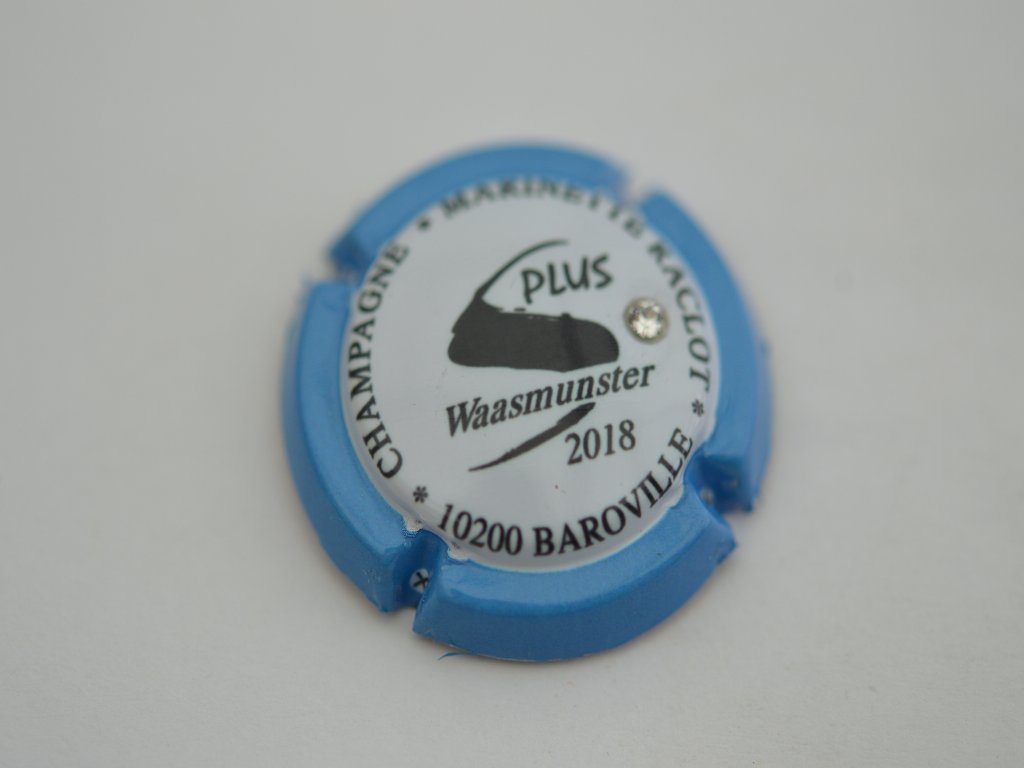 CHAMPAGNE * MARINETTE RACLOT *
10200 BAROVILLE *
PLUS
Waasmunster
2018